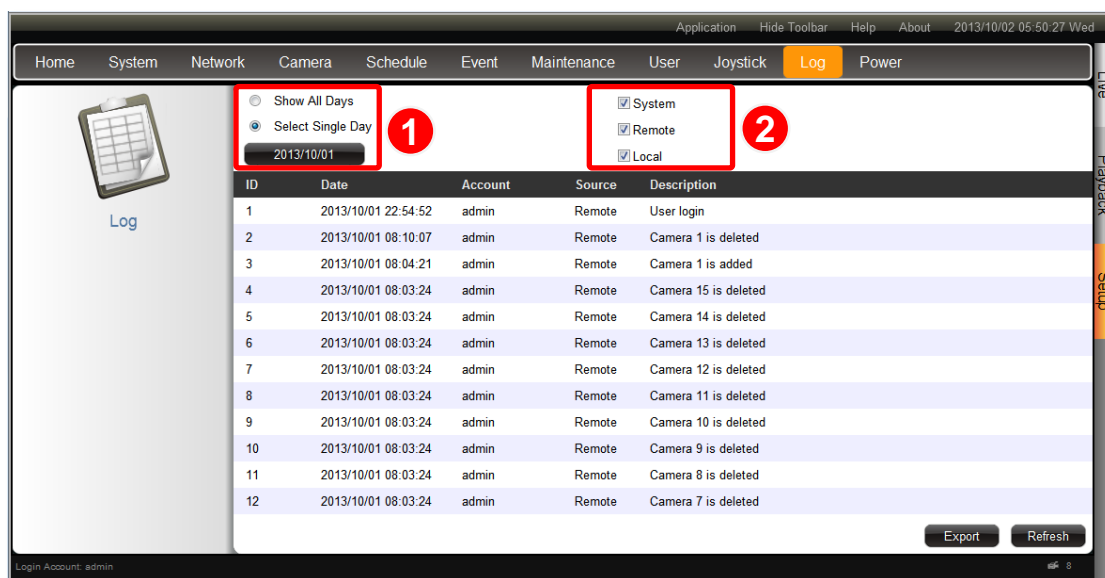 Application Hide Toolbar Help About 2013/10/02 05:50:27 Wed
Home System Network Camera Schedule Event Maintenance User Joystick Log Power
Live
Playback
Setup
Log
Show All Days
Select Single Day
2013/10/01
1
System
Remote
Local
2
ID Date Account Source Description
1 2013/10/01 22:54:52 admin Remote User login
2 2013/10/01 08:10:07 admin Remote Camera 1 is deleted
3 2013/10/01 08:04:21 admin Remote Camera 1 is added
4 2013/10/01 08:03:24 admin Remote Camera 15 is deleted
5 2013/10/01 08:03:24 admin Remote Camera 14 is deleted
6 2013/10/01 08:03:24 admin Remote Camera 13 is deleted
7 2013/10/01 08:03:24 admin Remote Camera 12 is deleted
8 2013/10/01 08:03:24 admin Remote Camera 11 is deleted
9 2013/10/01 08:03:24 admin Remote Camera 10 is deleted
10 2013/10/01 08:03:24 admin Remote Camera 9 is deleted
11 2013/10/01 08:03:24 admin Remote Camera 8 is deleted
12 2013/10/01 08:03:24 admin Remote Camera 7 is deleted
Export Refresh
Login Account: admin 8